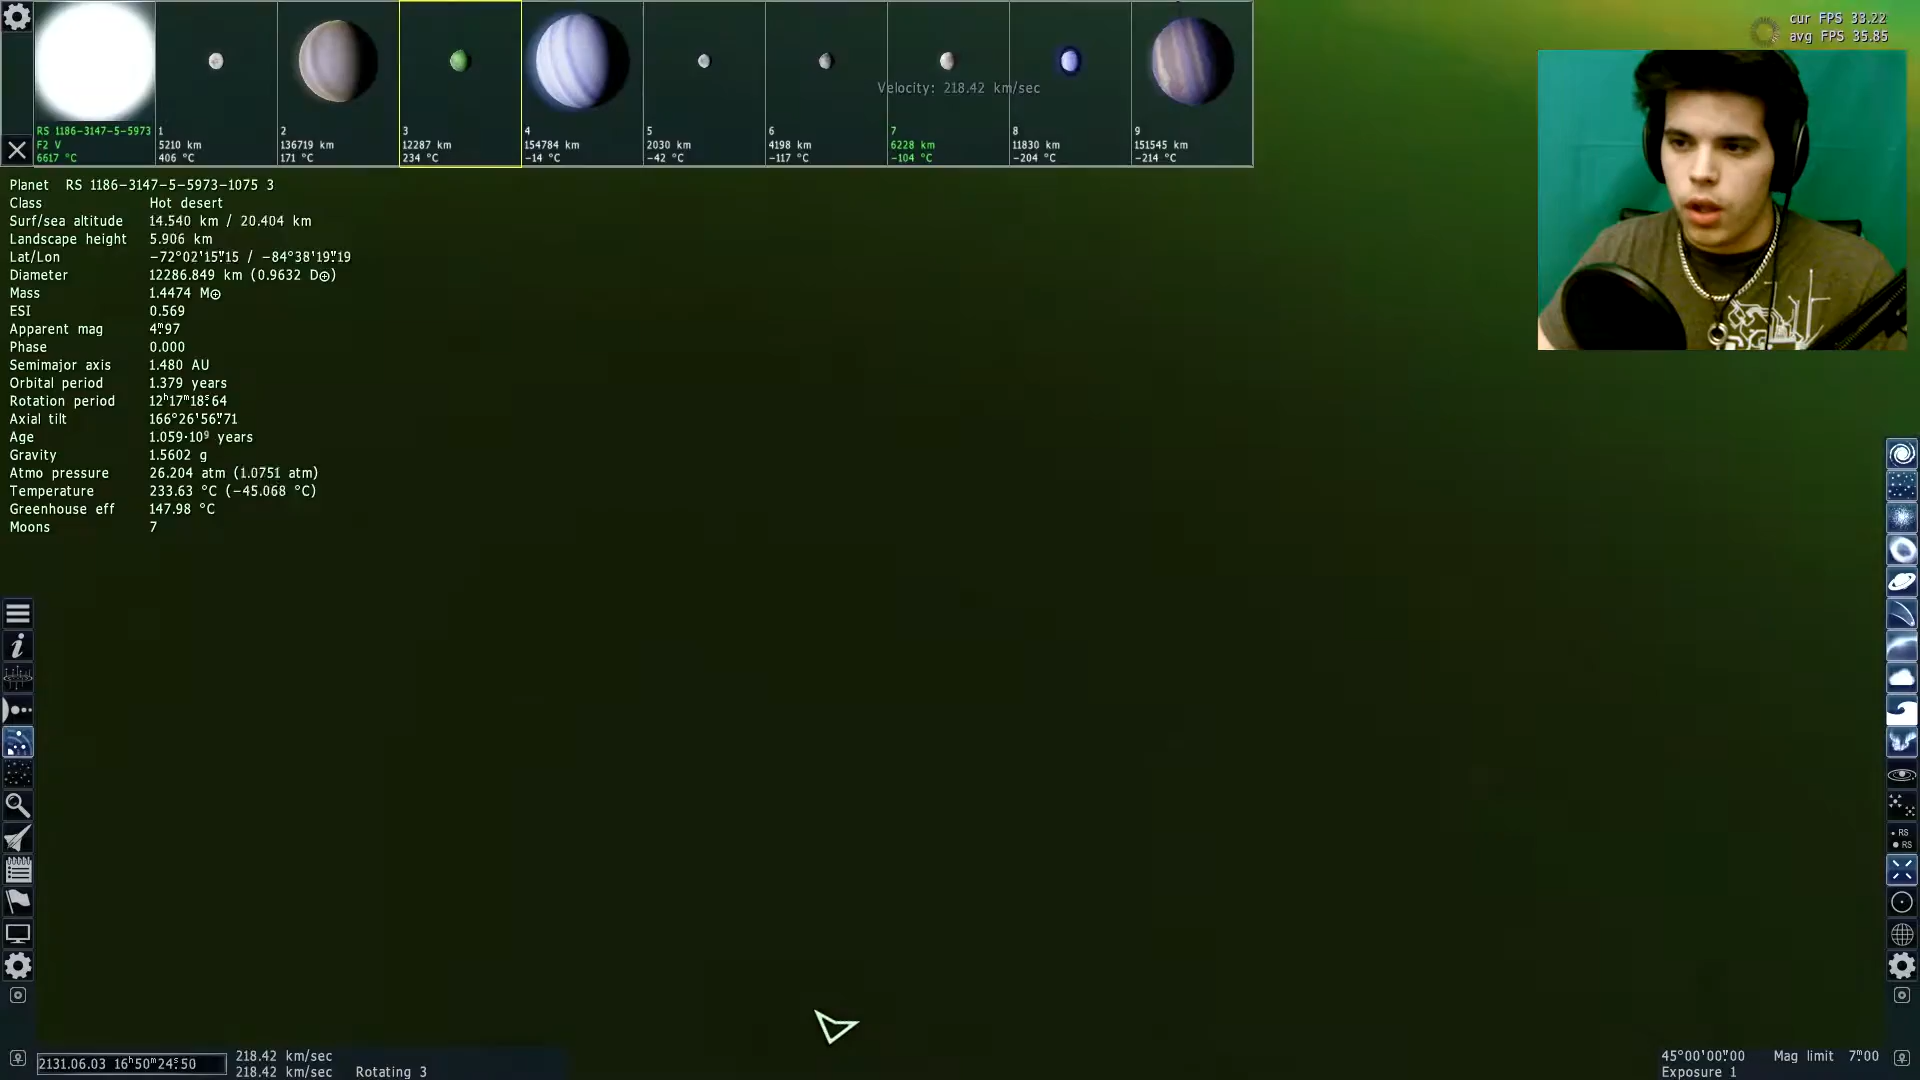 cur FPS 33.22
avg FPS 35.85
Velocity: 218.42 km/sec
RS 1186-3147-5-5973
F2 V
6617 °C
1
5210 km
406 °C
2
136719 km
171 °C
3
12287 km
234 °C
4
154784 km
-14 °C
5
2030 km
-42 °C
6
4198 km
-117 °C
7
6228 km
-104 °C
8
11830 km
-204 °C
9
151545 km
-214 °C
Planet RS 1186-3147-5-5973-1075 3
Class Hot desert
Surf/sea altitude 14.540 km / 20.404 km
Landscape height 5.906 km
Lat/Lon -72°02'15"15 / -84°38'19"19
Diameter 12286.849 km (0.9632 D⊕)
Mass 1.4474 M⊕
ESI 0.569
Apparent mag 4ᵐ97
Phase 0.000
Semimajor axis 1.480 AU
Orbital period 1.379 years
Rotation period 12ʰ17ᵐ18ˢ64
Axial tilt 166°26'56"71
Age 1.059·10⁹ years
Gravity 1.5602 g
Atmo pressure 26.204 atm (1.0751 atm)
Temperature 233.63 °C (-45.068 °C)
Greenhouse eff 147.98 °C
Moons 7
RS
RS
2131.06.03 16ʰ50ᵐ24ˢ50
218.42 km/sec
218.42 km/sec Rotating 3
45°00'00"00 Mag limit 7ᵐ00
Exposure 1